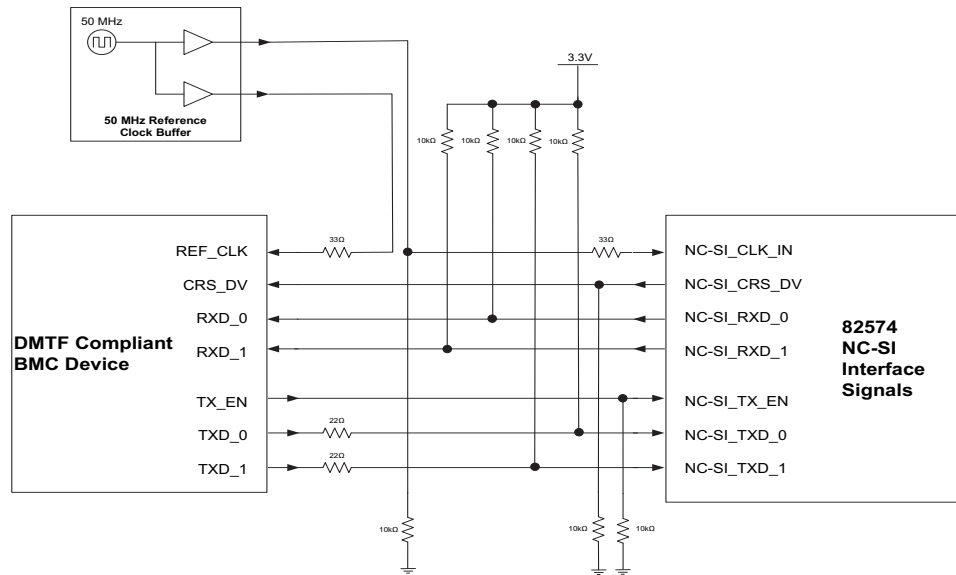 50 MHz
50 MHz Reference
Clock Buffer
3.3V
10kΩ
10kΩ
10kΩ
10kΩ
DMTF Compliant
BMC Device
REF_CLK
CRS_DV
RXD_0
RXD_1
TX_EN
TXD_0
TXD_1
33Ω
33Ω
22Ω
22Ω
NC-SI_CLK_IN
NC-SI_CRS_DV
NC-SI_RXD_0
NC-SI_RXD_1
NC-SI_TX_EN
NC-SI_TXD_0
NC-SI_TXD_1
82574
NC-SI
Interface
Signals
10kΩ
10kΩ
10kΩ